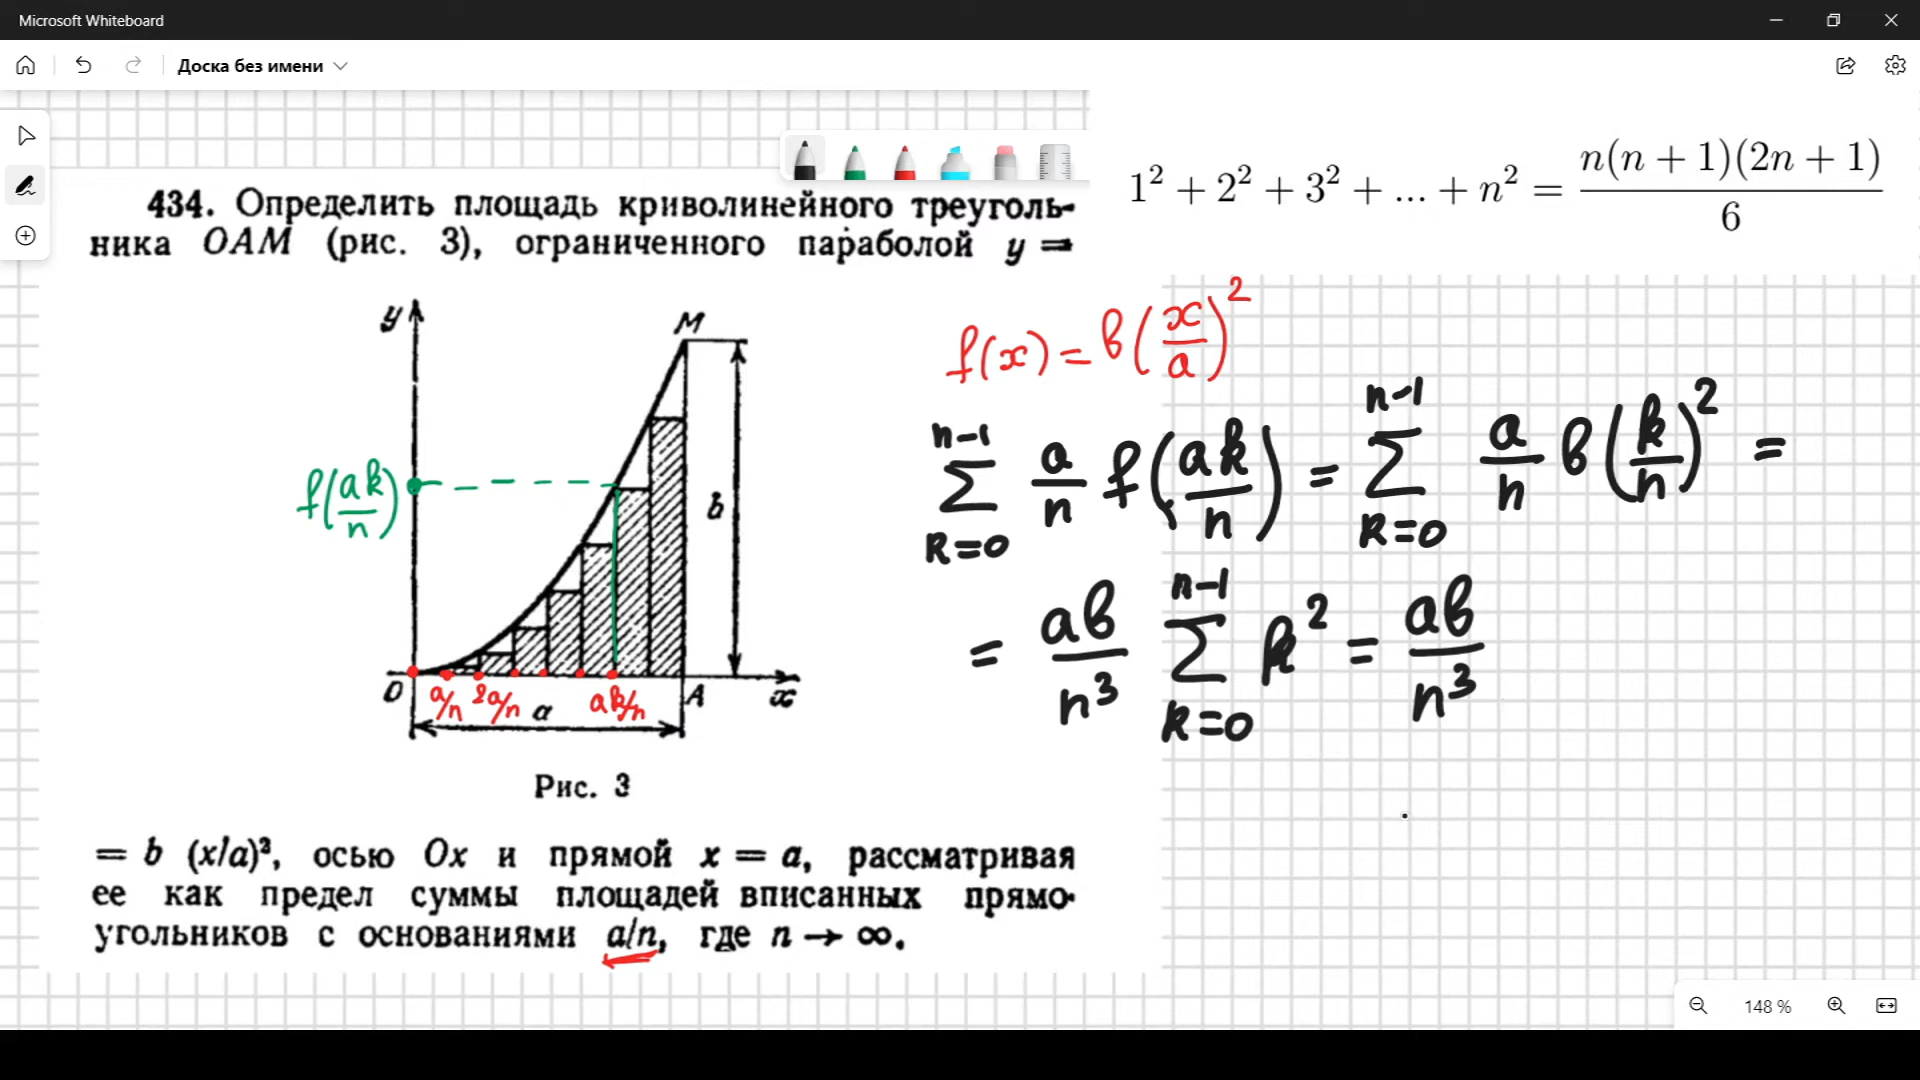 Microsoft Whiteboard
Доска без имени
1² + 2² + 3² + ... + n² = n(n + 1)(2n + 1) / 6
434. Определить площадь криволинейного треуголь-
ника OAM (рис. 3), ограниченного параболой y =
y
M
b
f(ak/n)
O
a/n 2a/n ak/n
A
x
a
Рис. 3
= b (x/a)², осью Ox и прямой x = a, рассматривая
ее как предел суммы площадей вписанных прямо-
угольников с основаниями a/n, где n → ∞.
f(x) = в(x/a)²
n-1 ∑ k=0 a/n f(ak/n) = n-1 ∑ k=0 a/n в(k/n)² =
= aв/n³ n-1 ∑ k=0 k² = aв/n³
148 %